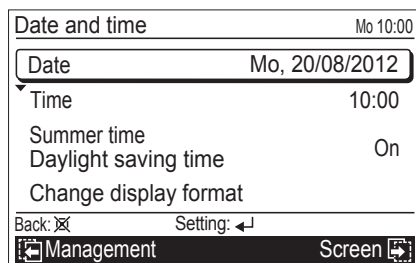 Date and time Mo 10:00
Date Mo, 20/08/2012
Time 10:00
Summer time
Daylight saving time On
Change display format
Back: Setting:
Management Screen